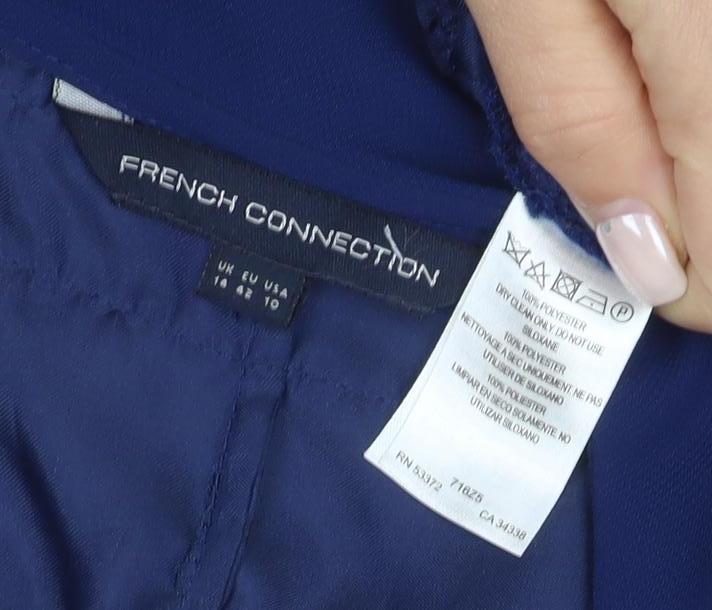 FRENCH CONNECTION
UK EU USA
14 42 10
P
100% POLYESTER
DRY CLEAN ONLY. DO NOT USE
SILOXANE
100% POLYESTER
NETTOYAGE A SEC UNIQUEMENT NE PAS
UTILISER DE SILOXANO
100% POLIESTER
LIMPIAR EN SECO SOLAMENTE. NO
UTILIZAR SILOXANO
RN 53372 716Z5 CA 34338